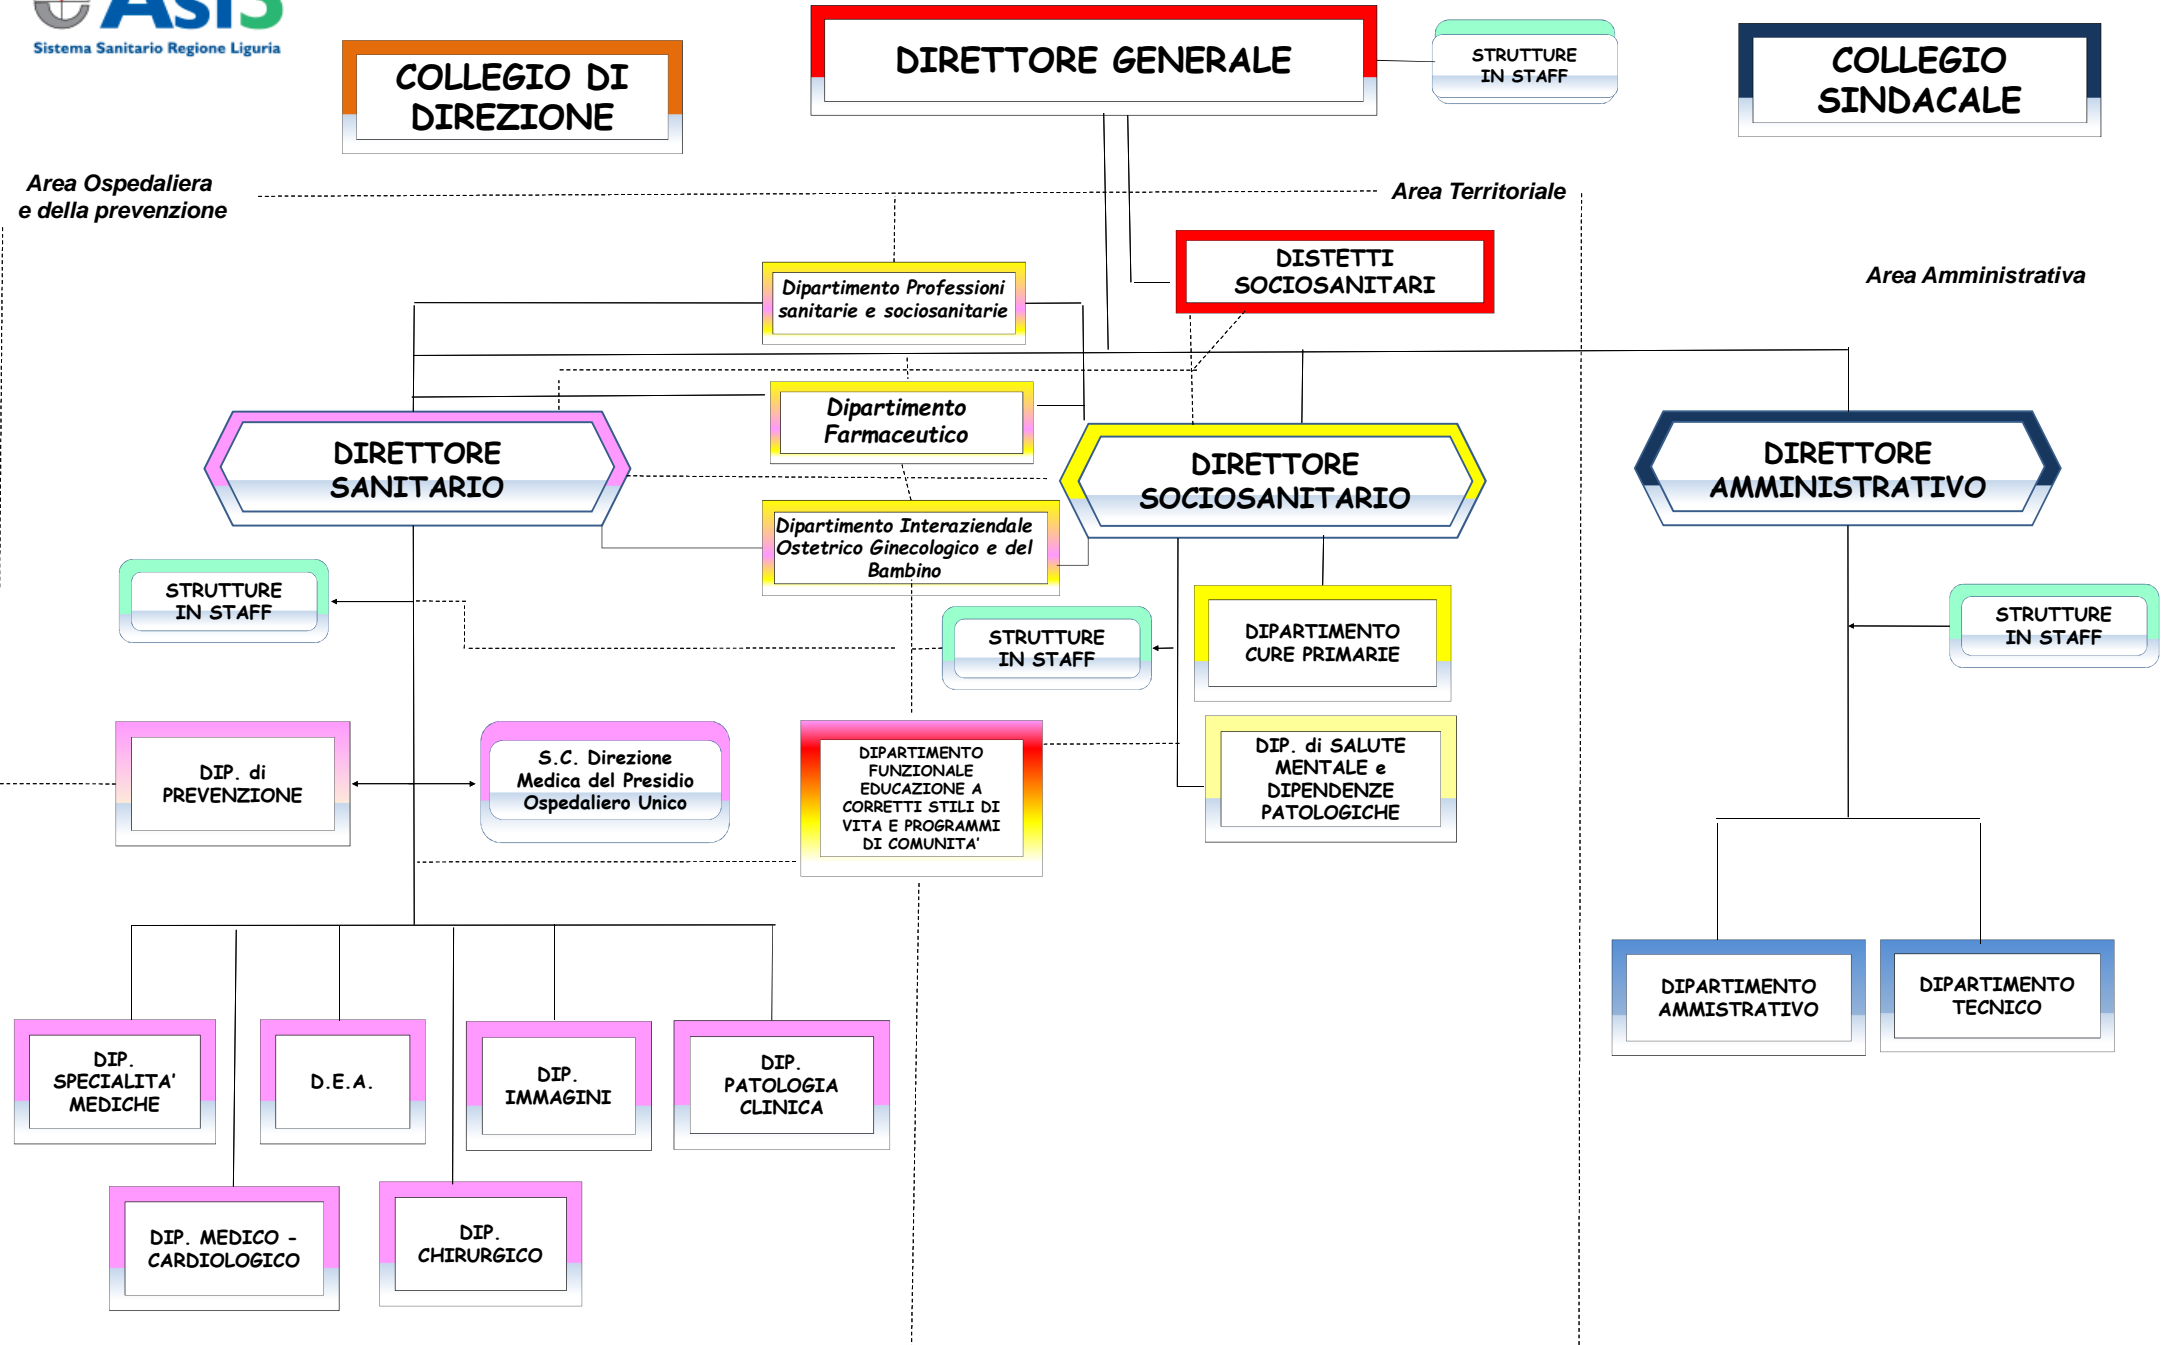 Asl5
Sistema Sanitario Regione Liguria
COLLEGIO DI
DIREZIONE
DIRETTORE GENERALE
STRUTTURE
IN STAFF
COLLEGIO
SINDACALE
Area Ospedaliera
e della prevenzione
Area Territoriale
Area Amministrativa
DISTETTI
SOCIOSANITARI
Dipartimento Professioni
sanitarie e sociosanitarie
Dipartimento
Farmaceutico
DIRETTORE
SANITARIO
DIRETTORE
SOCIOSANITARIO
DIRETTORE
AMMINISTRATIVO
Dipartimento Interaziendale
Ostetrico Ginecologico e del
Bambino
STRUTTURE
IN STAFF
STRUTTURE
IN STAFF
DIPARTIMENTO
CURE PRIMARIE
STRUTTURE
IN STAFF
DIP. di
PREVENZIONE
S.C. Direzione
Medica del Presidio
Ospedaliero Unico
DIPARTIMENTO
FUNZIONALE
EDUCAZIONE A
CORRETTI STILI DI
VITA E PROGRAMMI
DI COMUNITA'
DIP. di SALUTE
MENTALE e
DIPENDENZE
PATOLOGICHE
DIPARTIMENTO
AMMISTRATIVO
DIPARTIMENTO
TECNICO
DIP.
SPECIALITA'
MEDICHE
D.E.A.
DIP.
IMMAGINI
DIP.
PATOLOGIA
CLINICA
DIP. MEDICO -
CARDIOLOGICO
DIP.
CHIRURGICO